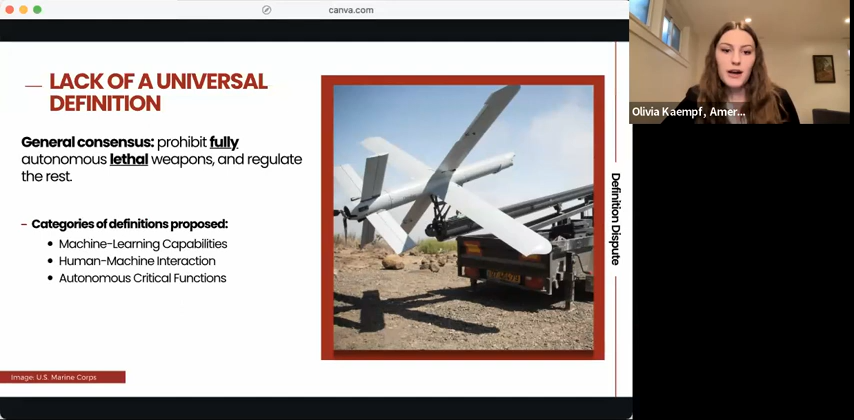 canva.com
LACK OF A UNIVERSAL
DEFINITION
General consensus: prohibit fully
autonomous lethal weapons, and regulate
the rest.
Categories of definitions proposed:
Machine-Learning Capabilities
Human-Machine Interaction
Autonomous Critical Functions
Image: U.S. Marine Corps
Definition Dispute
Olivia Kaempf, Amer...